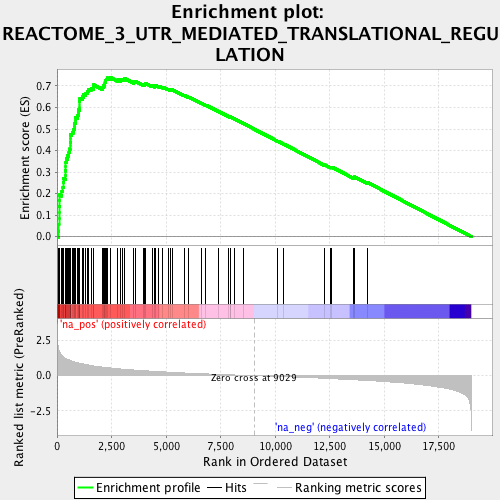 Enrichment plot:
REACTOME_3_UTR_MEDIATED_TRANSLATIONAL_REGU
LATION
Enrichment score (ES)
0.7
0.6
0.5
0.4
0.3
0.2
0.1
0.0
'na_pos' (positively correlated)
Ranked list metric (PreRanked)
2.5
0.0
-2.5
Zero cross at 9029
'na_neg' (negatively correlated)
0
2,500
5,000
7,500
10,000
12,500
15,000
17,500
Rank in Ordered Dataset
Enrichment profile
Hits
Ranking metric scores